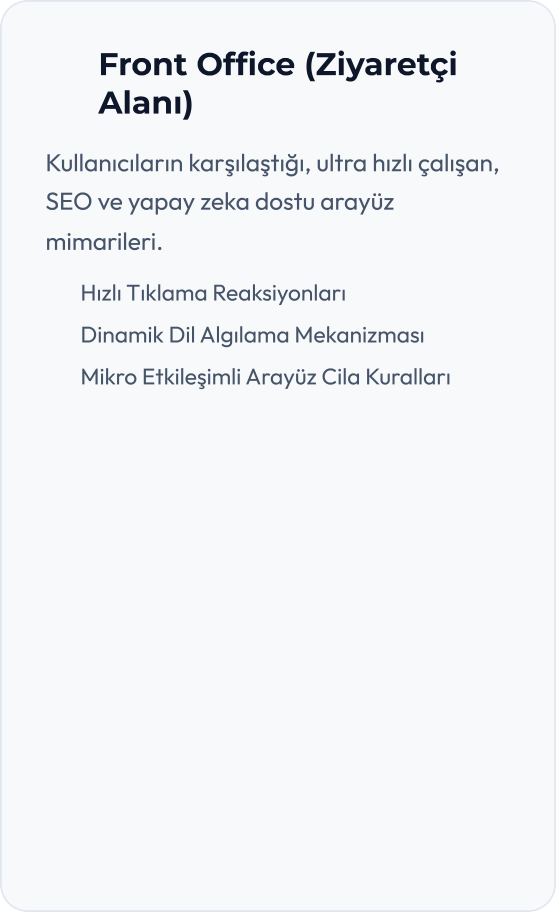 Front Office (Ziyaretçi
Alanı)
Kullanıcıların karşılaştığı, ultra hızlı çalışan,
SEO ve yapay zeka dostu arayüz
mimarileri.
Hızlı Tıklama Reaksiyonları
Dinamik Dil Algılama Mekanizması
Mikro Etkileşimli Arayüz Cila Kuralları